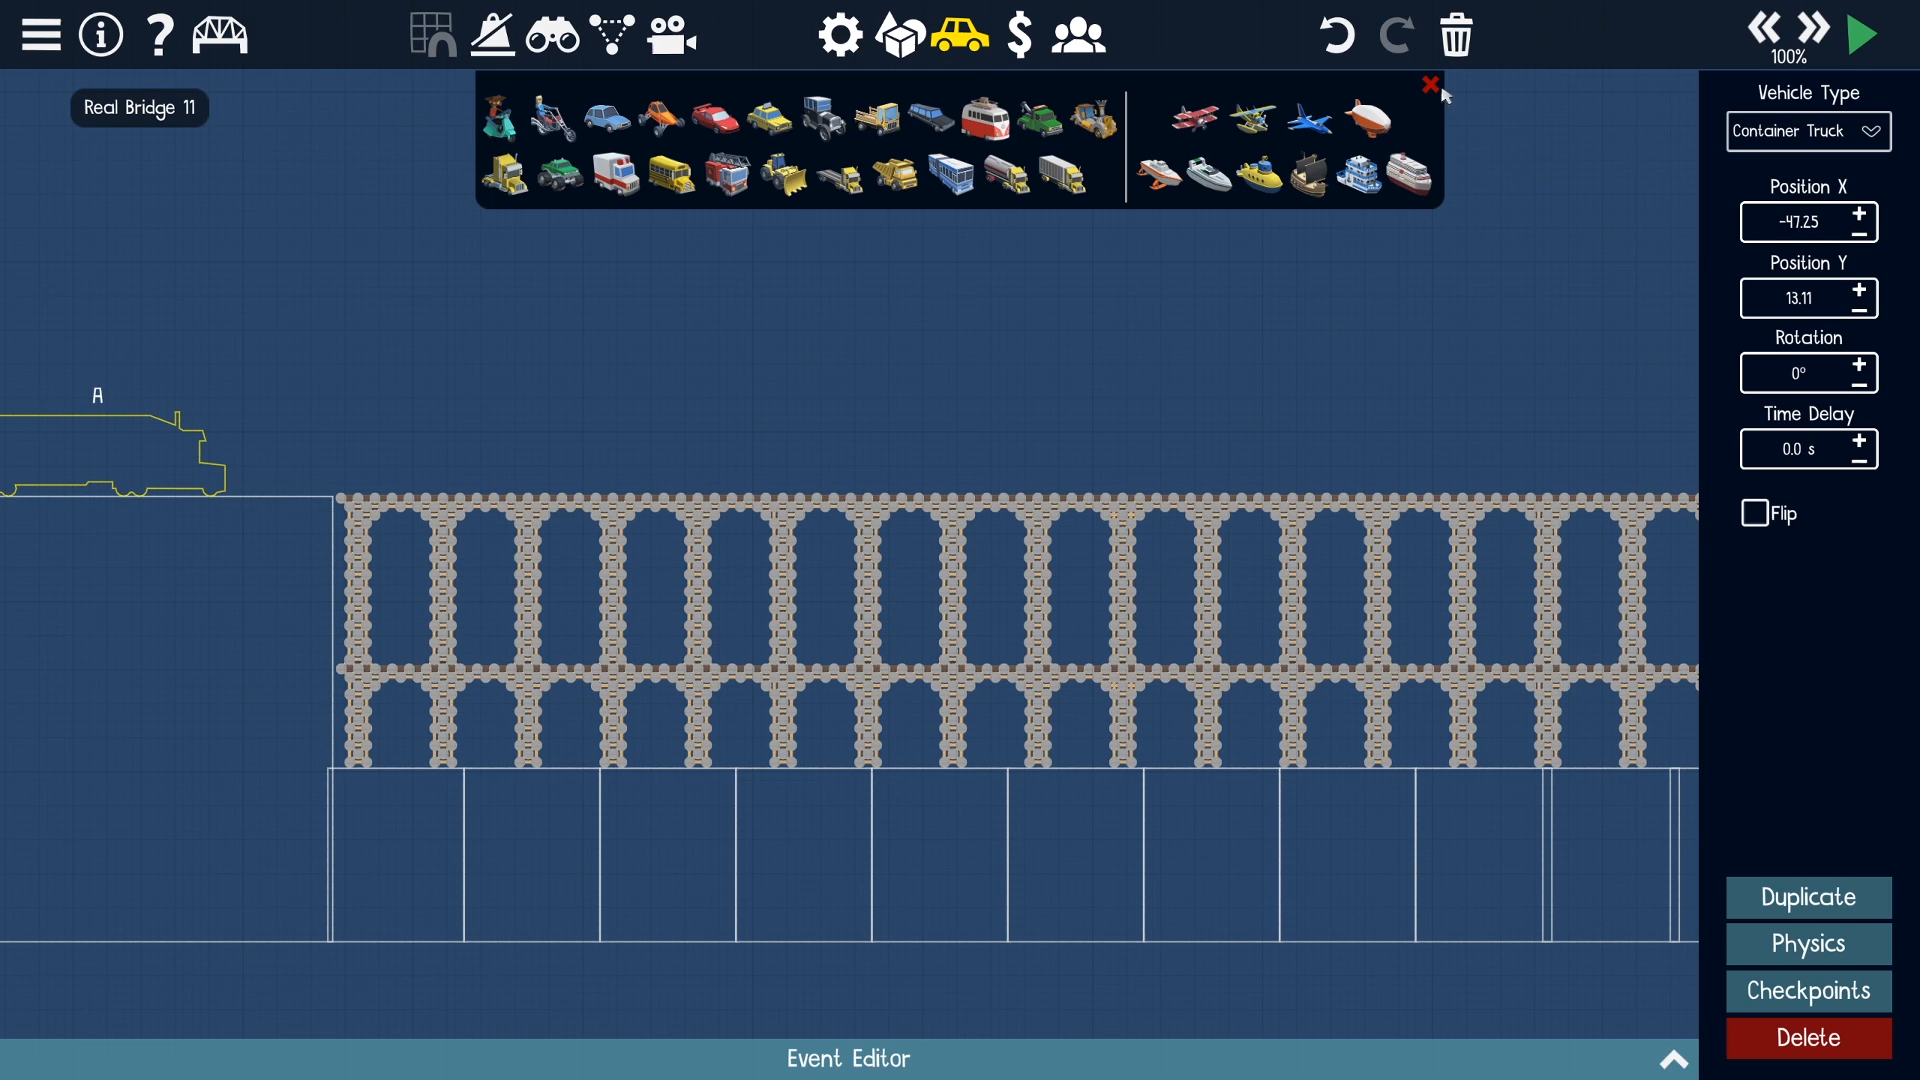 100%
Real Bridge 11
Vehicle Type
Container Truck
Position X
-47.25
Position Y
13.11
Rotation
0°
Time Delay
0.0 s
Flip
A
Duplicate
Physics
Checkpoints
Delete
Event Editor